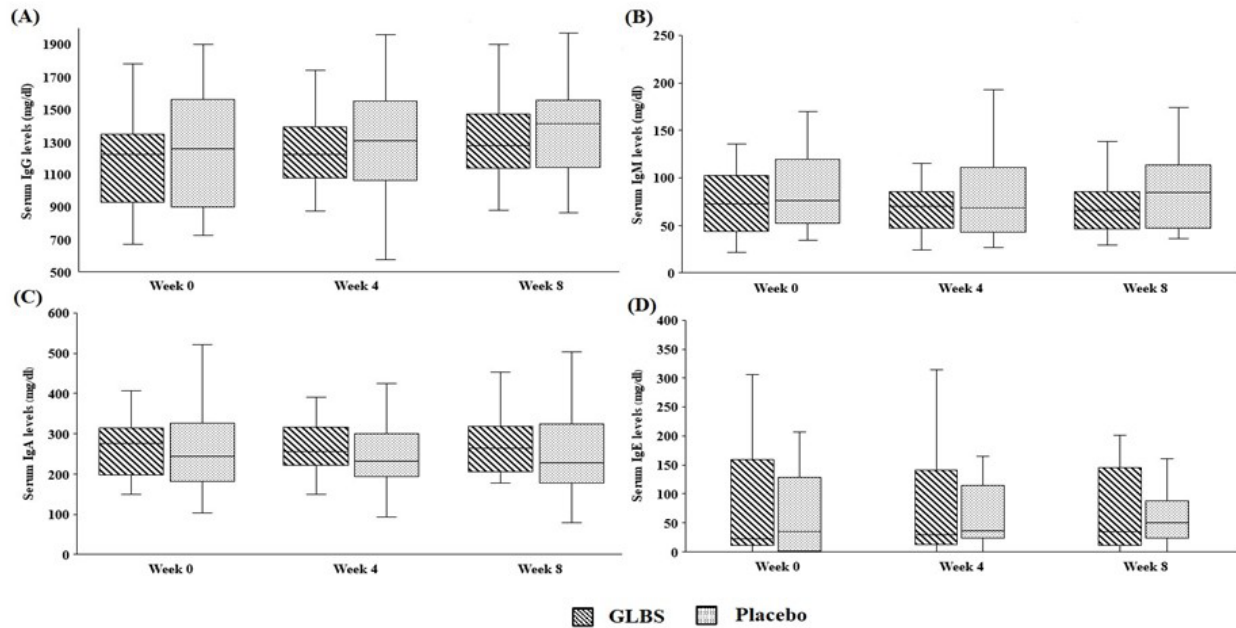 (A)
Serum IgG levels (mg/dl)
1900
1700
1500
1300
1100
900
700
500
Week 0
Week 4
Week 8
(B)
Serum IgM levels (mg/dl)
250
200
150
100
50
0
Week 0
Week 4
Week 8
(C)
Serum IgA levels (mg/dl)
600
500
400
300
200
100
0
Week 0
Week 4
Week 8
(D)
Serum IgE levels (mg/dl)
400
350
300
250
200
150
100
50
0
Week 0
Week 4
Week 8
GLBS
Placebo